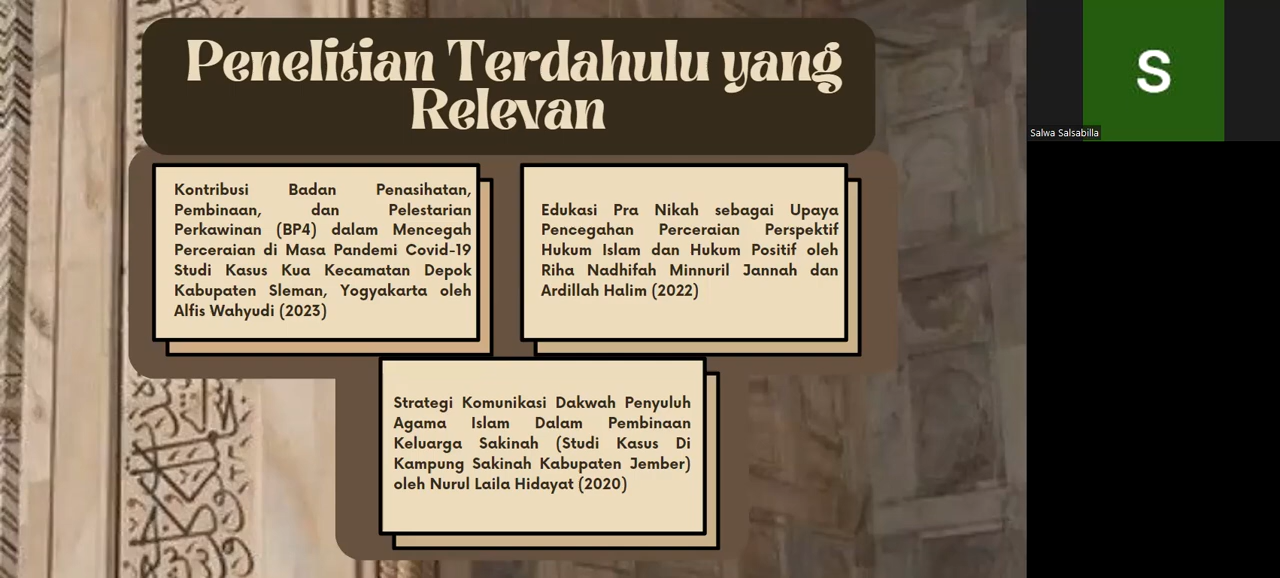 Penelitian Terdahulu yang
Relevan
Kontribusi Badan Penasihatan,
Pembinaan, dan Pelestarian
Perkawinan (BP4) dalam Mencegah
Perceraian di Masa Pandemi Covid-19
Studi Kasus Kua Kecamatan Depok
Kabupaten Sleman, Yogyakarta oleh
Alfis Wahyudi (2023)
Edukasi Pra Nikah sebagai Upaya
Pencegahan Perceraian Perspektif
Hukum Islam dan Hukum Positif oleh
Riha Nadhifah Minnuril Jannah dan
Ardillah Halim (2022)
Strategi Komunikasi Dakwah Penyuluh
Agama Islam Dalam Pembinaan
Keluarga Sakinah (Studi Kasus Di
Kampung Sakinah Kabupaten Jember)
oleh Nurul Laila Hidayat (2020)
S
Salwa Salsabilla